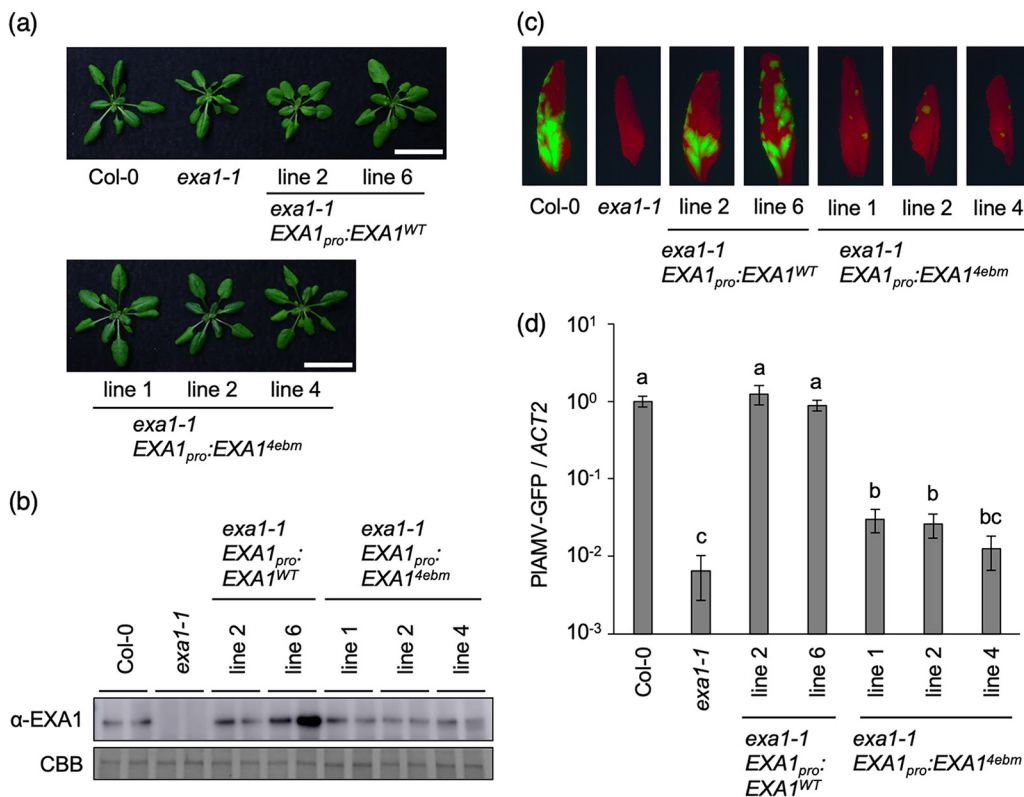 (a)
Col-0 exa1-1 line 2 line 6
exa1-1
EXA1pro:EXA1WT
line 1 line 2 line 4
exa1-1
EXA1pro:EXA14ebm
(b)
exa1-1
EXA1pro:
EXA1WT
exa1-1
EXA1pro:
EXA14ebm
Col-0 exa1-1 line 2 line 6 line 1 line 2 line 4
α-EXA1
CBB
(c)
Col-0 exa1-1 line 2 line 6 line 1 line 2 line 4
exa1-1
EXA1pro:EXA1WT
exa1-1
EXA1pro:EXA14ebm
(d)
PlAMV-GFP / ACT2
101
100
10-1
10-2
10-3
a c a a b b bc
Col-0 exa1-1 line 2 line 6 line 1 line 2 line 4
exa1-1
EXA1pro:
EXA1WT
exa1-1
EXA1pro:EXA14ebm